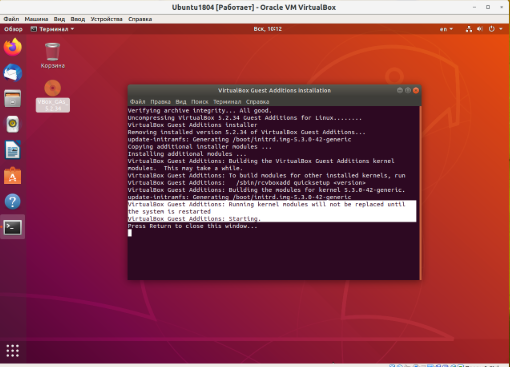 Ubuntu1804 [Работает] - Oracle VM VirtualBox
Файл Машина Вид Ввод Устройства Справка
Обзор Терминал Вск, 10:12 en
Корзина
VBox_GAs_
5.2.34
VirtualBox Guest Additions installation
Файл Правка Вид Поиск Терминал Справка
Verifying archive integrity... All good.
Uncompressing VirtualBox 5.2.34 Guest Additions for Linux........
VirtualBox Guest Additions installer
Removing installed version 5.2.34 of VirtualBox Guest Additions...
update-initramfs: Generating /boot/initrd.img-5.3.0-42-generic
Copying additional installer modules ...
Installing additional modules ...
VirtualBox Guest Additions: Building the VirtualBox Guest Additions kernel
modules.  This may take a while.
VirtualBox Guest Additions: To build modules for other installed kernels, run
VirtualBox Guest Additions:   /sbin/rcvboxadd quicksetup <version>
VirtualBox Guest Additions: Building the modules for kernel 5.3.0-42-generic.
update-initramfs: Generating /boot/initrd.img-5.3.0-42-generic
VirtualBox Guest Additions: Running kernel modules will not be replaced until
the system is restarted
VirtualBox Guest Additions: Starting.
Press Return to close this window...